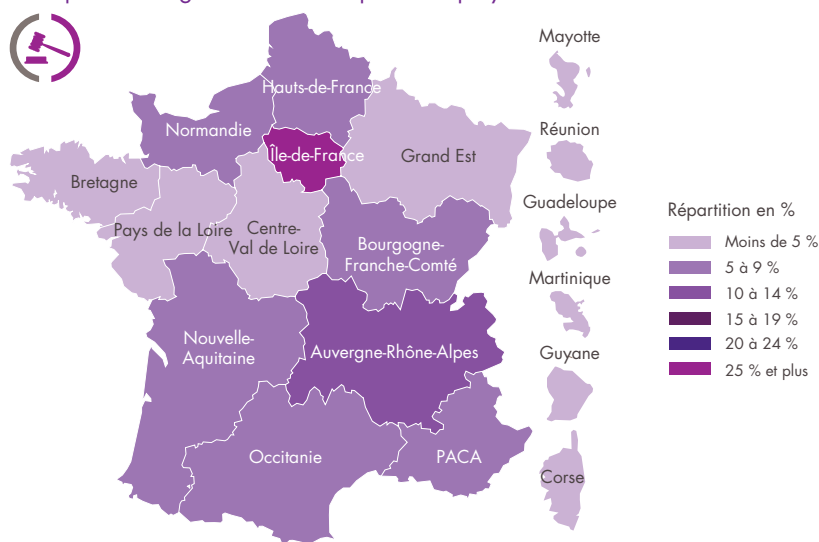 Mayotte
Hauts-de-France
Normandie
Réunion
Île-de-France
Grand Est
Bretagne
Guadeloupe
Répartition en %
Pays de la Loire
Centre-
Val de Loire
Bourgogne-
Franche-Comté
Moins de 5 %
5 à 9 %
Martinique
10 à 14 %
15 à 19 %
Nouvelle-
Aquitaine
Auvergne-Rhône-Alpes
20 à 24 %
Guyane
25 % et plus
Occitanie
PACA
Corse